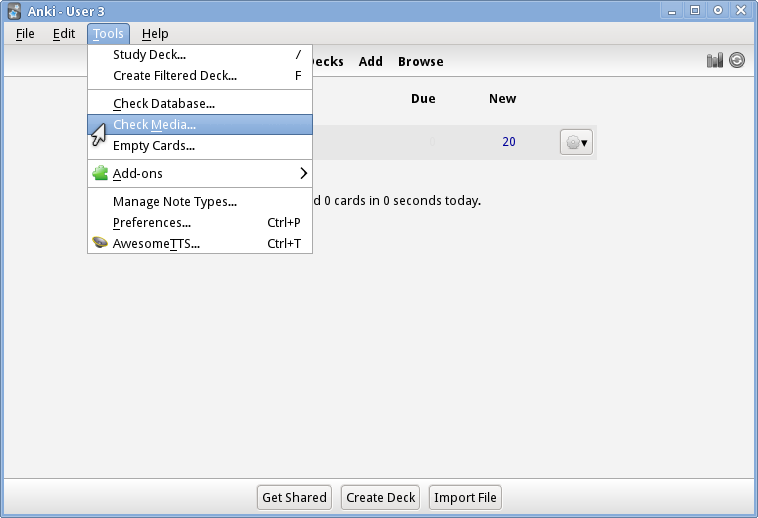 Anki - User 3
File Edit Tools Help
Study Deck... /
Create Filtered Deck... F
Check Database...
Check Media...
Empty Cards...
Add-ons
Manage Note Types...
Preferences... Ctrl+P
AwesomeTTS... Ctrl+T
Add Browse
Due New
20
0 cards in 0 seconds today.
Get Shared Create Deck Import File